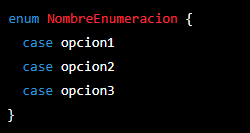 enum NombreEnumeracion {
  case opcion1
  case opcion2
  case opcion3
}